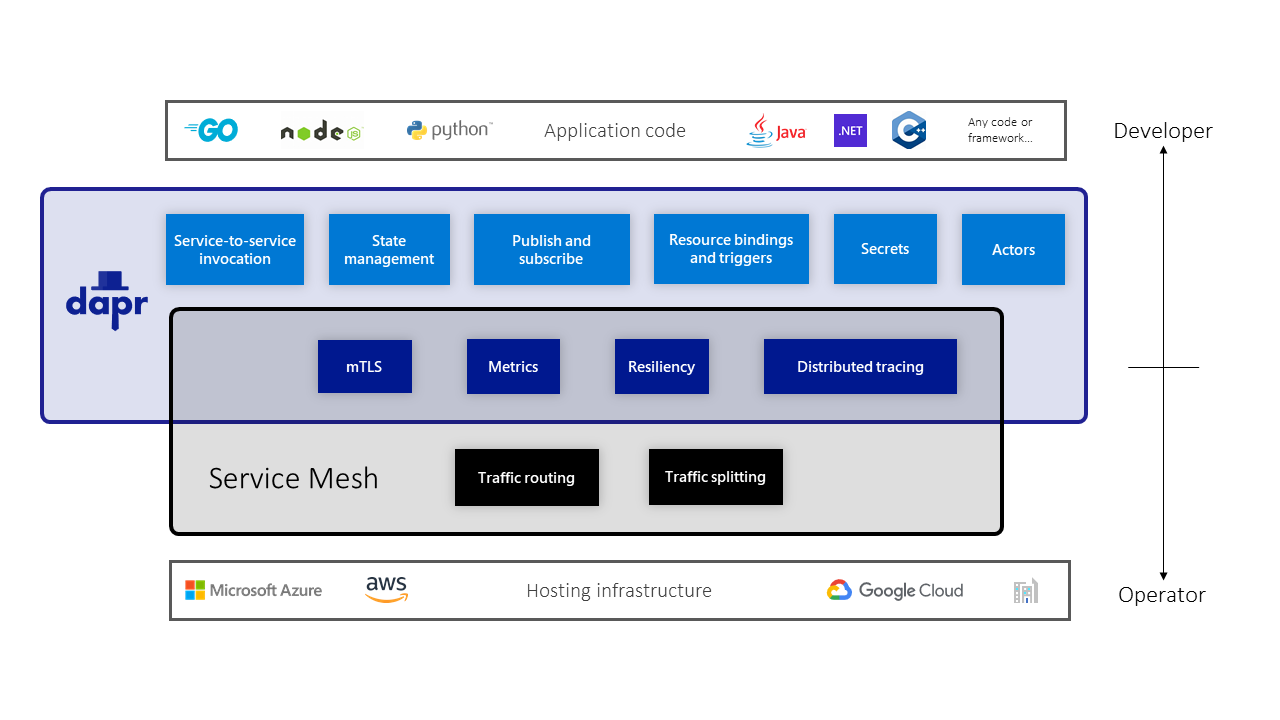 GO
node
JS
python™
Application code
Java
.NET
C++
Any code or
framework...
Developer
Service-to-service
invocation
State
management
Publish and
subscribe
Resource bindings
and triggers
Secrets
Actors
dapr
mTLS
Metrics
Resiliency
Distributed tracing
Service Mesh
Traffic routing
Traffic splitting
Microsoft Azure
aws
Hosting infrastructure
Google Cloud
Operator